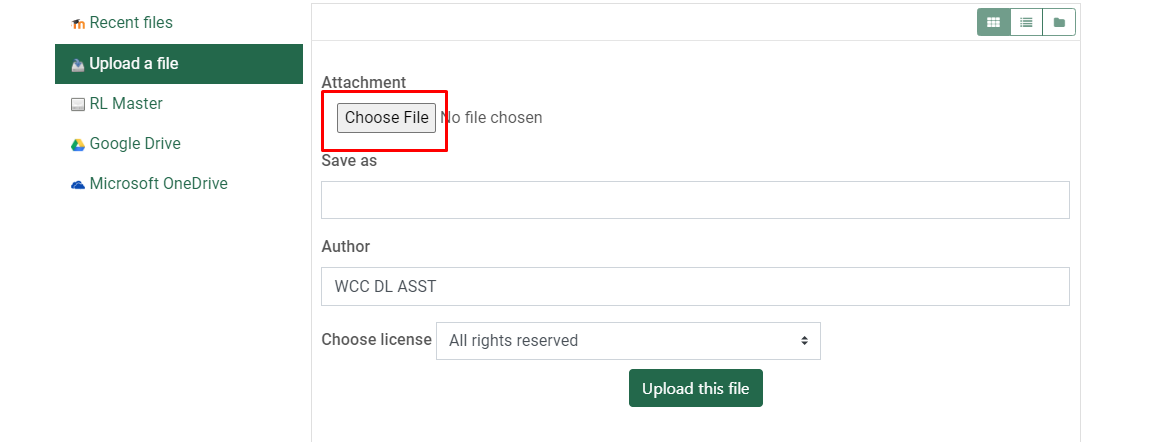 Recent files
Upload a file
RL Master
Google Drive
Microsoft OneDrive
Attachment
Choose File No file chosen
Save as
Author
WCC DL ASST
Choose license All rights reserved
Upload this file